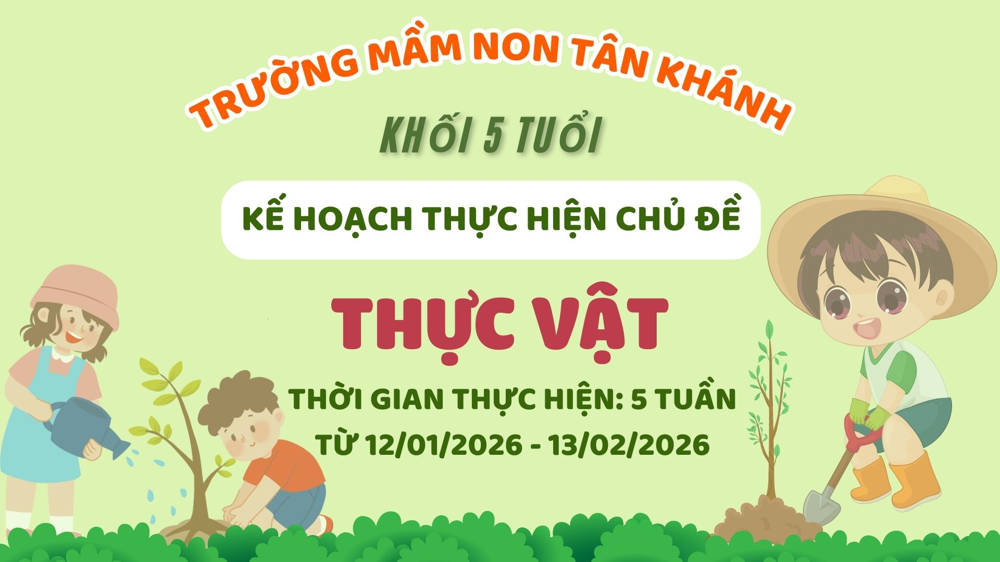 TRƯỜNG MẦM NON TÂN KHÁNH
KHỐI 5 TUỔI
KẾ HOẠCH THỰC HIỆN CHỦ ĐỀ
THỰC VẬT
THỜI GIAN THỰC HIỆN: 5 TUẦN
TỪ 12/01/2026 - 13/02/2026